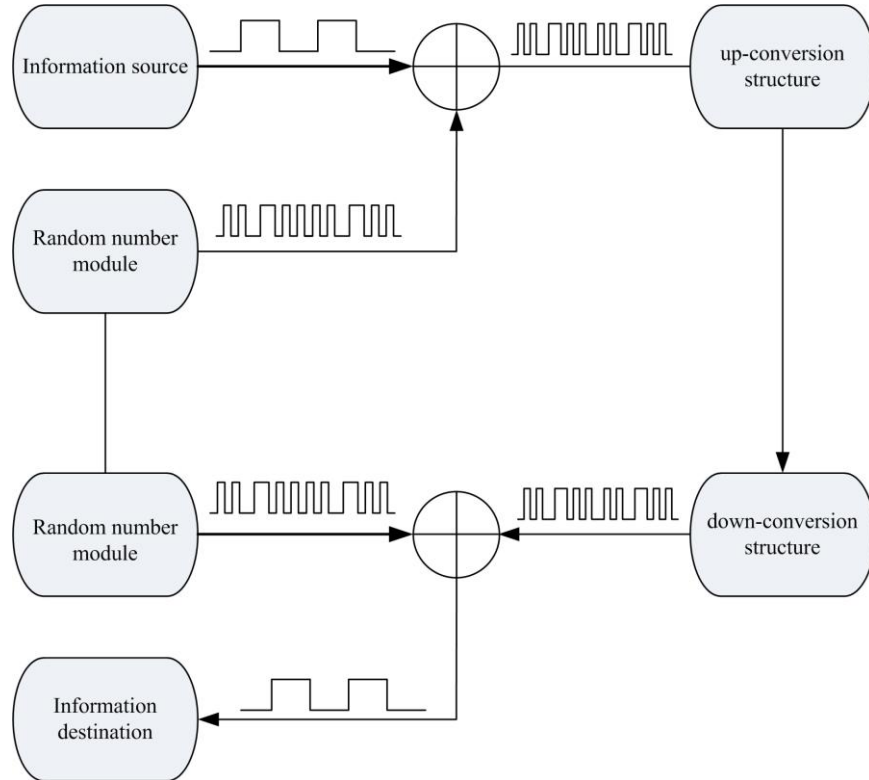 Information source
up-conversion
structure
Random number
module
Random number
module
down-conversion
structure
Information
destination